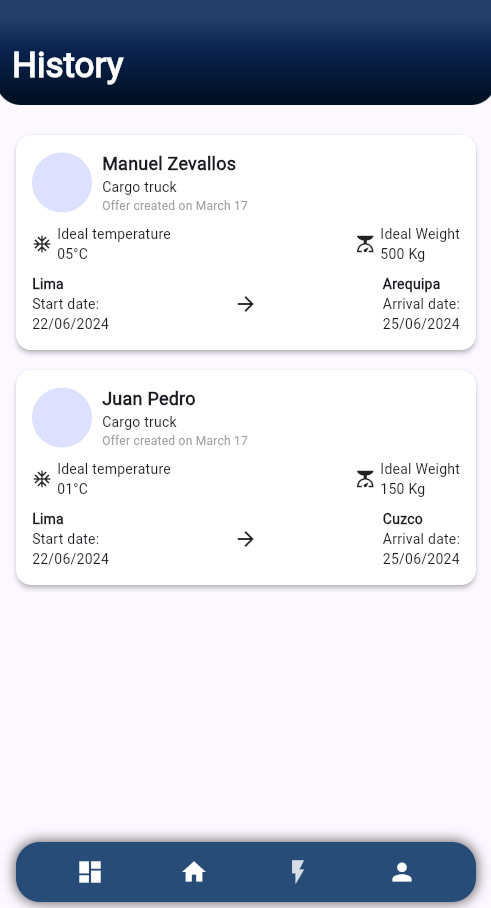 History
Manuel Zevallos
Cargo truck
Offer created on March 17
Ideal temperature
05°C
Ideal Weight
500 Kg
Lima
Start date:
22/06/2024
Arequipa
Arrival date:
25/06/2024
Juan Pedro
Cargo truck
Offer created on March 17
Ideal temperature
01°C
Ideal Weight
150 Kg
Lima
Start date:
22/06/2024
Cuzco
Arrival date:
25/06/2024